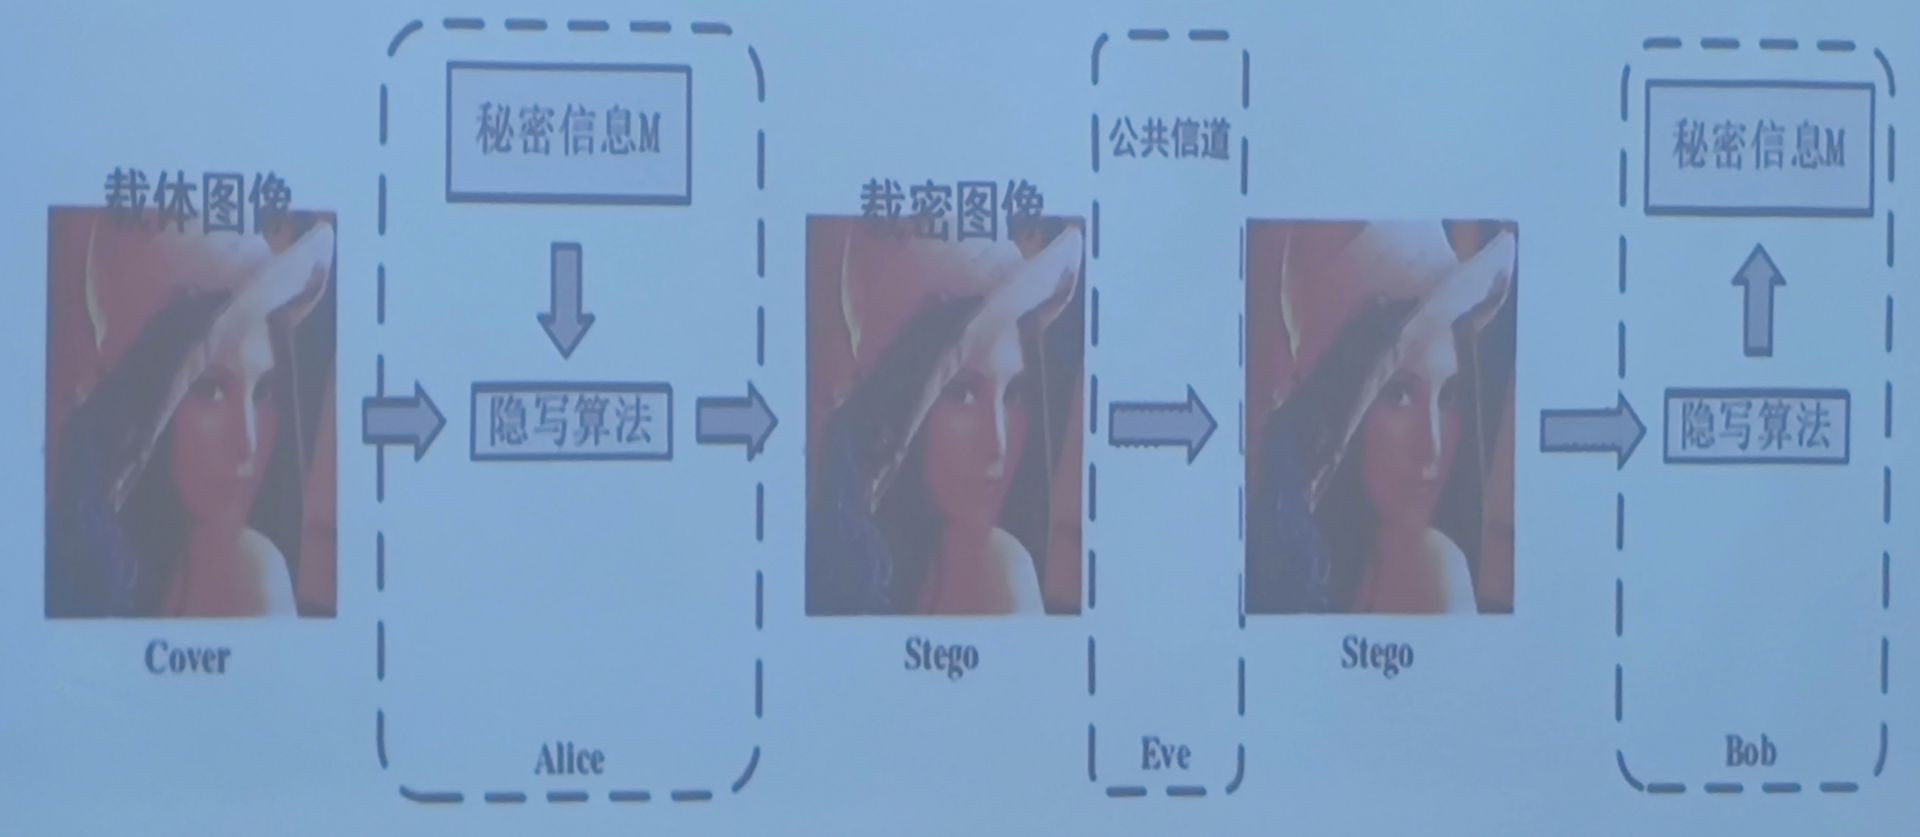 载体图像
Cover
秘密信息M
隐写算法
Alice
载密图像
Stego
公共信道
Eve
Stego
秘密信息M
隐写算法
Bob